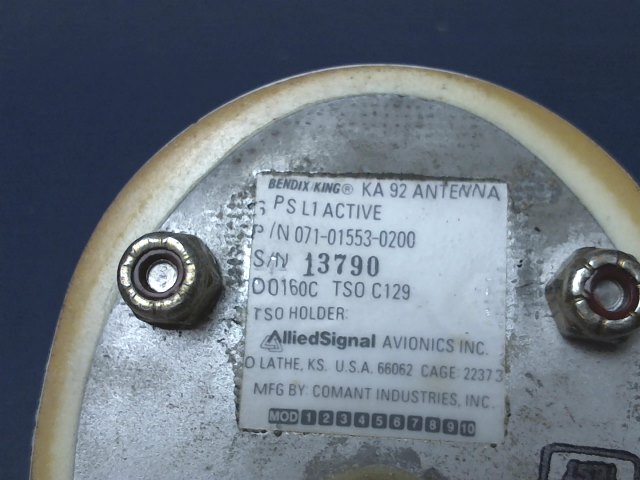 BENDIX/KING® KA 92 ANTENNA
GPS L1 ACTIVE
P/N 071-01553-0200
S/N 13790
DO160C TSO C129
TSO HOLDER:
AlliedSignal AVIONICS INC.
OLATHE, KS. U.S.A. 66062 CAGE: 22373
MFG BY COMANT INDUSTRIES, INC.
MOD 1 2 3 4 5 6 7 8 9 10